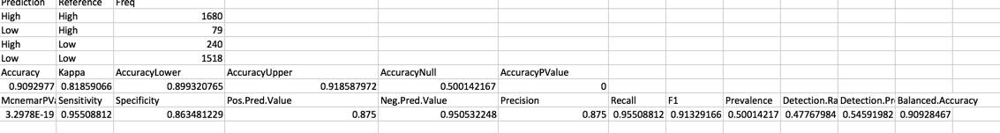 Prediction Reference Freq
High High 1680
Low High 79
High Low 240
Low Low 1518
Accuracy Kappa AccuracyLower AccuracyUpper AccuracyNull AccuracyPValue
0.9092977 0.81859066 0.899320765 0.918587972 0.500142167 0
McnemarPVa Sensitivity Specificity Pos.Pred.Value Neg.Pred.Value Precision Recall F1 Prevalence Detection.Ra Detection.Pr Balanced.Accuracy
3.2978E-19 0.95508812 0.863481229 0.875 0.950532248 0.875 0.95508812 0.91329166 0.50014217 0.47767984 0.54591982 0.90928467